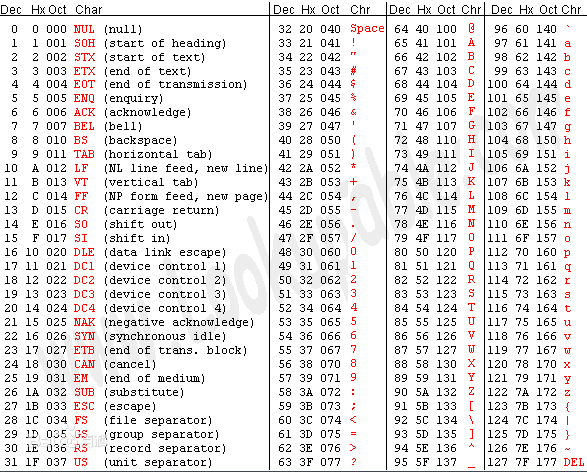 Dec Hx Oct Char Dec Hx Oct Chr Dec Hx Oct Chr Dec Hx Oct Chr
0 0 000 NUL (null) 32 20 040 Space 64 40 100 @ 96 60 140 `
1 1 001 SOH (start of heading) 33 21 041 ! 65 41 101 A 97 61 141 a
2 2 002 STX (start of text) 34 22 042 " 66 42 102 B 98 62 142 b
3 3 003 ETX (end of text) 35 23 043 # 67 43 103 C 99 63 143 c
4 4 004 EOT (end of transmission) 36 24 044 $ 68 44 104 D 100 64 144 d
5 5 005 ENQ (enquiry) 37 25 045 % 69 45 105 E 101 65 145 e
6 6 006 ACK (acknowledge) 38 26 046 & 70 46 106 F 102 66 146 f
7 7 007 BEL (bell) 39 27 047 ' 71 47 107 G 103 67 147 g
8 8 010 BS (backspace) 40 28 050 ( 72 48 110 H 104 68 150 h
9 9 011 TAB (horizontal tab) 41 29 051 ) 73 49 111 I 105 69 151 i
10 A 012 LF (NL line feed, new line) 42 2A 052 * 74 4A 112 J 106 6A 152 j
11 B 013 VT (vertical tab) 43 2B 053 + 75 4B 113 K 107 6B 153 k
12 C 014 FF (NP form feed, new page) 44 2C 054 , 76 4C 114 L 108 6C 154 l
13 D 015 CR (carriage return) 45 2D 055 - 77 4D 115 M 109 6D 155 m
14 E 016 SO (shift out) 46 2E 056 . 78 4E 116 N 110 6E 156 n
15 F 017 SI (shift in) 47 2F 057 / 79 4F 117 O 111 6F 157 o
16 10 020 DLE (data link escape) 48 30 060 0 80 50 120 P 112 70 160 p
17 11 021 DC1 (device control 1) 49 31 061 1 81 51 121 Q 113 71 161 q
18 12 022 DC2 (device control 2) 50 32 062 2 82 52 122 R 114 72 162 r
19 13 023 DC3 (device control 3) 51 33 063 3 83 53 123 S 115 73 163 s
20 14 024 DC4 (device control 4) 52 34 064 4 84 54 124 T 116 74 164 t
21 15 025 NAK (negative acknowledge) 53 35 065 5 85 55 125 U 117 75 165 u
22 16 026 SYN (synchronous idle) 54 36 066 6 86 56 126 V 118 76 166 v
23 17 027 ETB (end of trans. block) 55 37 067 7 87 57 127 W 119 77 167 w
24 18 030 CAN (cancel) 56 38 070 8 88 58 130 X 120 78 170 x
25 19 031 EM (end of medium) 57 39 071 9 89 59 131 Y 121 79 171 y
26 1A 032 SUB (substitute) 58 3A 072 : 90 5A 132 Z 122 7A 172 z
27 1B 033 ESC (escape) 59 3B 073 ; 91 5B 133 [ 123 7B 173 {
28 1C 034 FS (file separator) 60 3C 074 < 92 5C 134 \ 124 7C 174 |
29 1D 035 GS (group separator) 61 3D 075 = 93 5D 135 ] 125 7D 175 }
30 1E 036 RS (record separator) 62 3E 076 > 94 5E 136 ^ 126 7E 176 ~
31 1F 037 US (unit separator) 63 3F 077 ? 95 5F 137 _ 127 7F 177 DEL